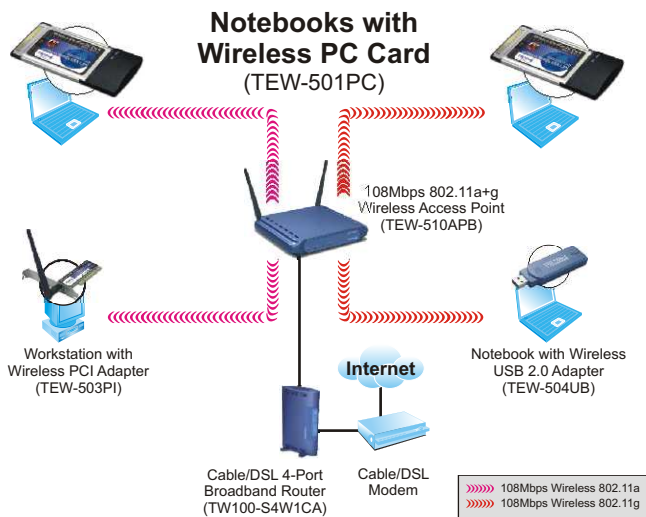 Notebooks with
Wireless PC Card
(TEW-501PC)
108Mbps 802.11a+g
Wireless Access Point
(TEW-510APB)
Workstation with
Wireless PCI Adapter
(TEW-503PI)
Notebook with Wireless
USB 2.0 Adapter
(TEW-504UB)
Internet
Cable/DSL 4-Port
Broadband Router
(TW100-S4W1CA)
Cable/DSL
Modem
108Mbps Wireless 802.11a
108Mbps Wireless 802.11g